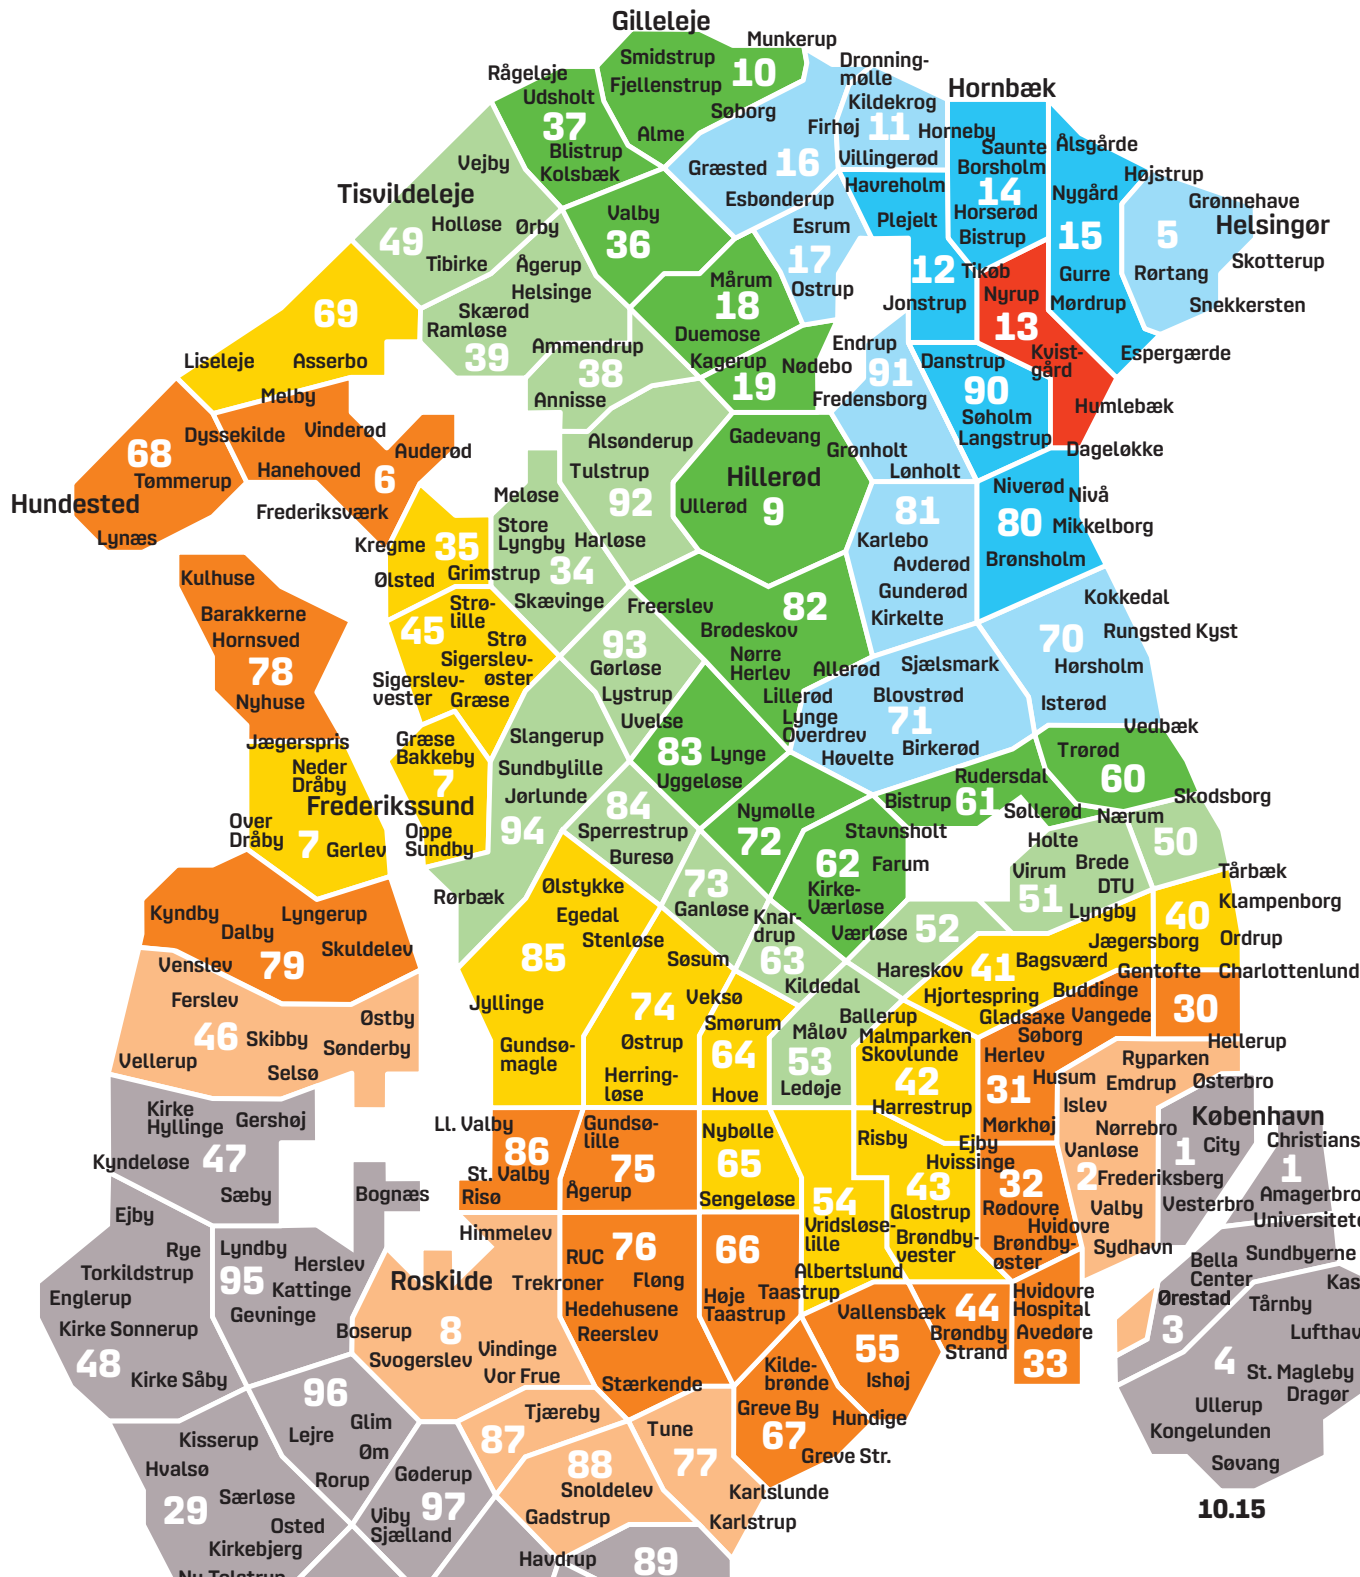 Gilleleje
Munkerup
Smidstrup
10
Fjellenstrup
Søborg
Alme
Rågeleje
Udsholt
37
Blistrup
Kolsbæk
Dronning-
mølle
Kildekrog
Firhøj
11
Villingerød
Hornbæk
Horneby
Saunte
Borsholm
14
Horserød
Bistrup
Ålsgårde
Højstrup
Nygård
15
Gurre
Mørdrup
Grønnehave
Helsingør
5
Skotterup
Rørtang
Snekkersten
Espergærde
Græsted
16
Esbønderup
Havreholm
Plejelt
12
Jonstrup
Tikøb
Nyrup
13
Kvist-
gård
Humlebæk
Dageløkke
Vejby
Tisvildeleje
49
Holløse
Ørby
Tibirke
Valby
36
Esrum
17
Ostrup
Mårum
18
Duemose
Kagerup
19
Nødebo
Ågerup
Helsinge
Skærød
Ramløse
39
Ammendrup
38
Annisse
69
Liseleje
Asserbo
Endrup
91
Fredensborg
Grønholt
Lønholt
Danstrup
90
Søholm
Langstrup
Melby
Dyssekilde
Vinderød
Auderød
Hanehoved
6
Frederiksværk
68
Tømmerup
Hundested
Lynæs
Alsønderup
Tulstrup
92
Harløse
Gadevang
Hillerød
Ullerød
9
Meløse
Store
Lyngby
34
Skævinge
Kregme
35
Ølsted
Grimstrup
81
Karlebo
Avderød
Gunderød
Kirkelte
Niverød
Nivå
80
Mikkelborg
Brønsholm
Kulhuse
Barakkerne
Hornsved
78
Nyhuse
Jægerspris
Strø-
lille
45
Strø
Sigerslev-
øster
Sigerslev-
vester
Græse
Freerslev
82
Brødeskov
Nørre
Herlev
Allerød
Lillerød
Lynge
Overdrev
93
Gørløse
Lystrup
Uvelse
Kokkedal
70
Rungsted Kyst
Hørsholm
Isterød
Sjælsmark
Blovstrød
71
Birkerød
Høvelte
Vedbæk
Trørød
60
Skodsborg
Neder
Dråby
Over
Dråby
7
Gerlev
Frederikssund
Græse
Bakkeby
7
Oppe
Sundby
Slangerup
Sundbylille
Jørlunde
94
Rørbæk
83
Lynge
Uggeløse
84
Sperrestrup
Buresø
Nymølle
72
Rudersdal
Bistrup
61
Søllerød
Nærum
50
Stavnsholt
62
Farum
Kirke-
Værløse
Holte
Virum
Brede
DTU
51
Lyngby
Tårbæk
Klampenborg
40
Jægersborg
Ordrup
Gentofte
Charlottenlund
73
Ganløse
Knar-
drup
63
Kildedal
Værløse
52
Hareskov
41
Bagsværd
Hjortespring
Gladsaxe
Buddinge
Vangede
Søborg
30
Hellerup
Kyndby
Lyngerup
Dalby
Skuldelev
79
Venslev
Ferslev
46
Skibby
Østby
Sønderby
Vellerup
Selsø
Ølstykke
Egedal
Stenløse
85
Jyllinge
Gundsø-
magle
Søsum
Veksø
74
Østrup
Herring-
løse
Smørum
64
Hove
Ballerup
Måløv
53
Ledøje
Malmparken
Skovlunde
42
Harrestrup
Herlev
31
Husum
Mørkhøj
Ryparken
Emdrup
Islev
Nørrebro
Vanløse
2
Frederiksberg
Valby
Hvidovre
Sydhavn
Østerbro
København
1
City
Vesterbro
Christians
1
Amagerbro
Universitete
Kirke
Hyllinge
Gershøj
Kyndeløse
47
Sæby
Ll. Valby
86
St. Valby
Risø
Gundsø-
lille
75
Ågerup
Nybølle
65
Sengeløse
Risby
Ejby
Hvissinge
43
Glostrup
Brøndby-
vester
32
Rødovre
Brøndby-
øster
54
Vridsløse-
lille
Albertslund
Bognæs
Ejby
Rye
Torkildstrup
Englerup
Kirke Sonnerup
48
Kirke Såby
Lyndby
95
Herslev
Kattinge
Gevninge
Himmelev
Roskilde
Trekroner
Boserup
8
Svogerslev
Vindinge
Vor Frue
RUC
76
Fløng
Hedehusene
Reerslev
Stærkende
66
Høje
Taastrup
Taastrup
Vallensbæk
55
Ishøj
44
Brøndby
Strand
Hvidovre
Hospital
Avedøre
33
Bella
Center
Ørestad
3
Sundbyerne
Kas
Tårnby
Lufthav
4
St. Magleby
Dragør
Ullerup
Kongelunden
Søvang
10.15
Kilde-
brønde
Greve By
Hundige
67
Greve Str.
96
Glim
Lejre
Øm
Rorup
Tjæreby
87
88
Snoldelev
Gadstrup
Tune
77
Karlslunde
Karlstrup
Kisserup
Hvalsø
Særløse
29
Osted
Kirkebjerg
Gøderup
97
Viby
Sjælland
Havdrup
89